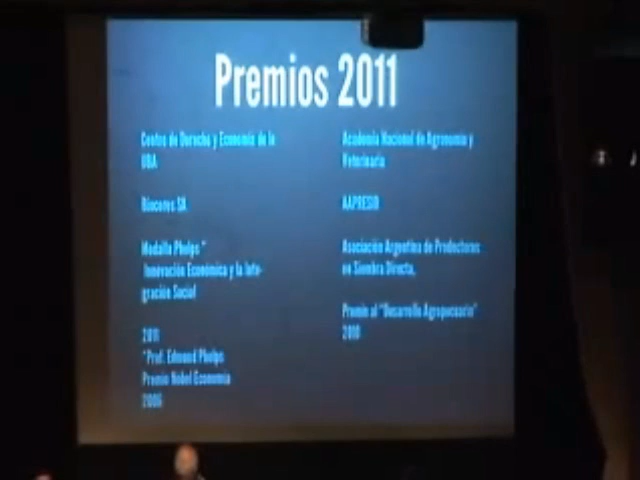 Premios 2011
Centro de Derecho y Economía de la
UBA
Bioceres SA
Medalla Phelps *
Innovación Económica y la Inte-
gración Social
2011
*Prof. Edmund Phelps
Premio Nobel Economía
2006
Academia Nacional de Agronomía y
Veterinaria
AAPRESID
Asociación Argentina de Productores
en Siembra Directa,
Premio al "Desarrollo Agropecuario"
2010